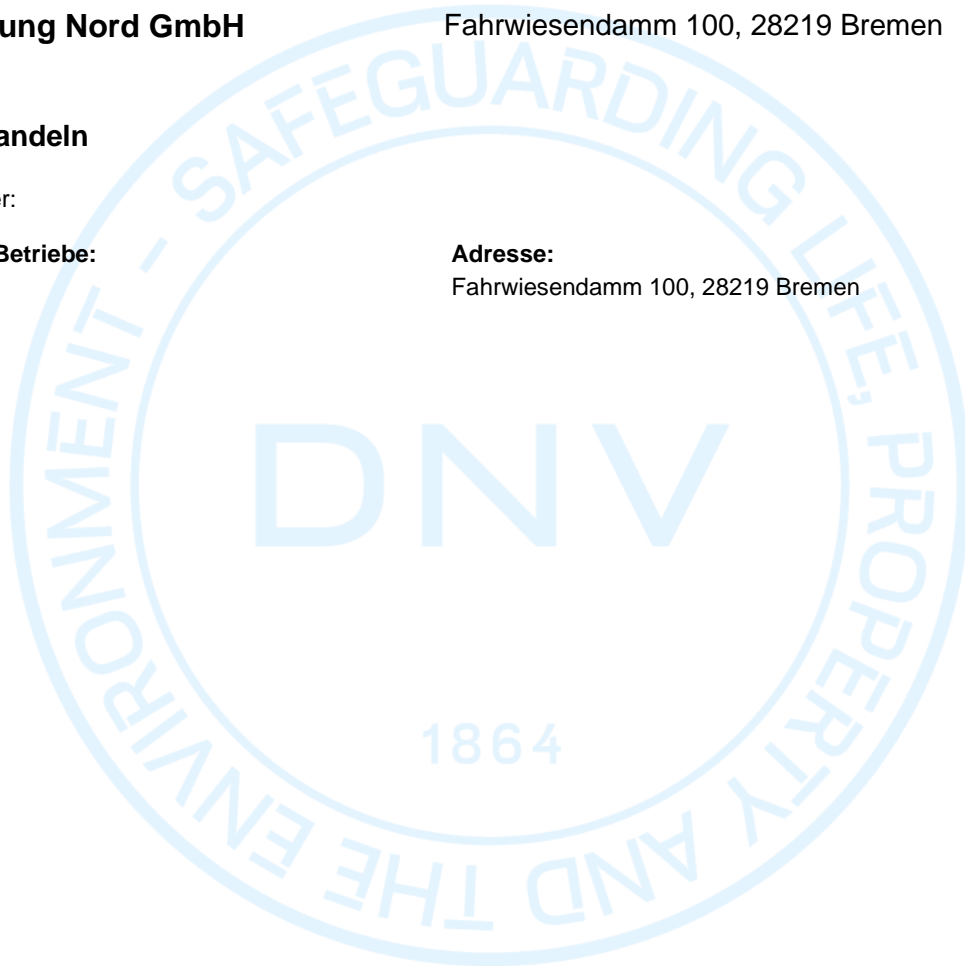 ung Nord GmbH Fahrwiesendamm 100, 28219 Bremen
andeln
er:
Betriebe: Adresse:
Fahrwiesendamm 100, 28219 Bremen
SAFEGUARDING LIFE, PROPERTY AND THE ENVIRONMENT -
DNV
1864